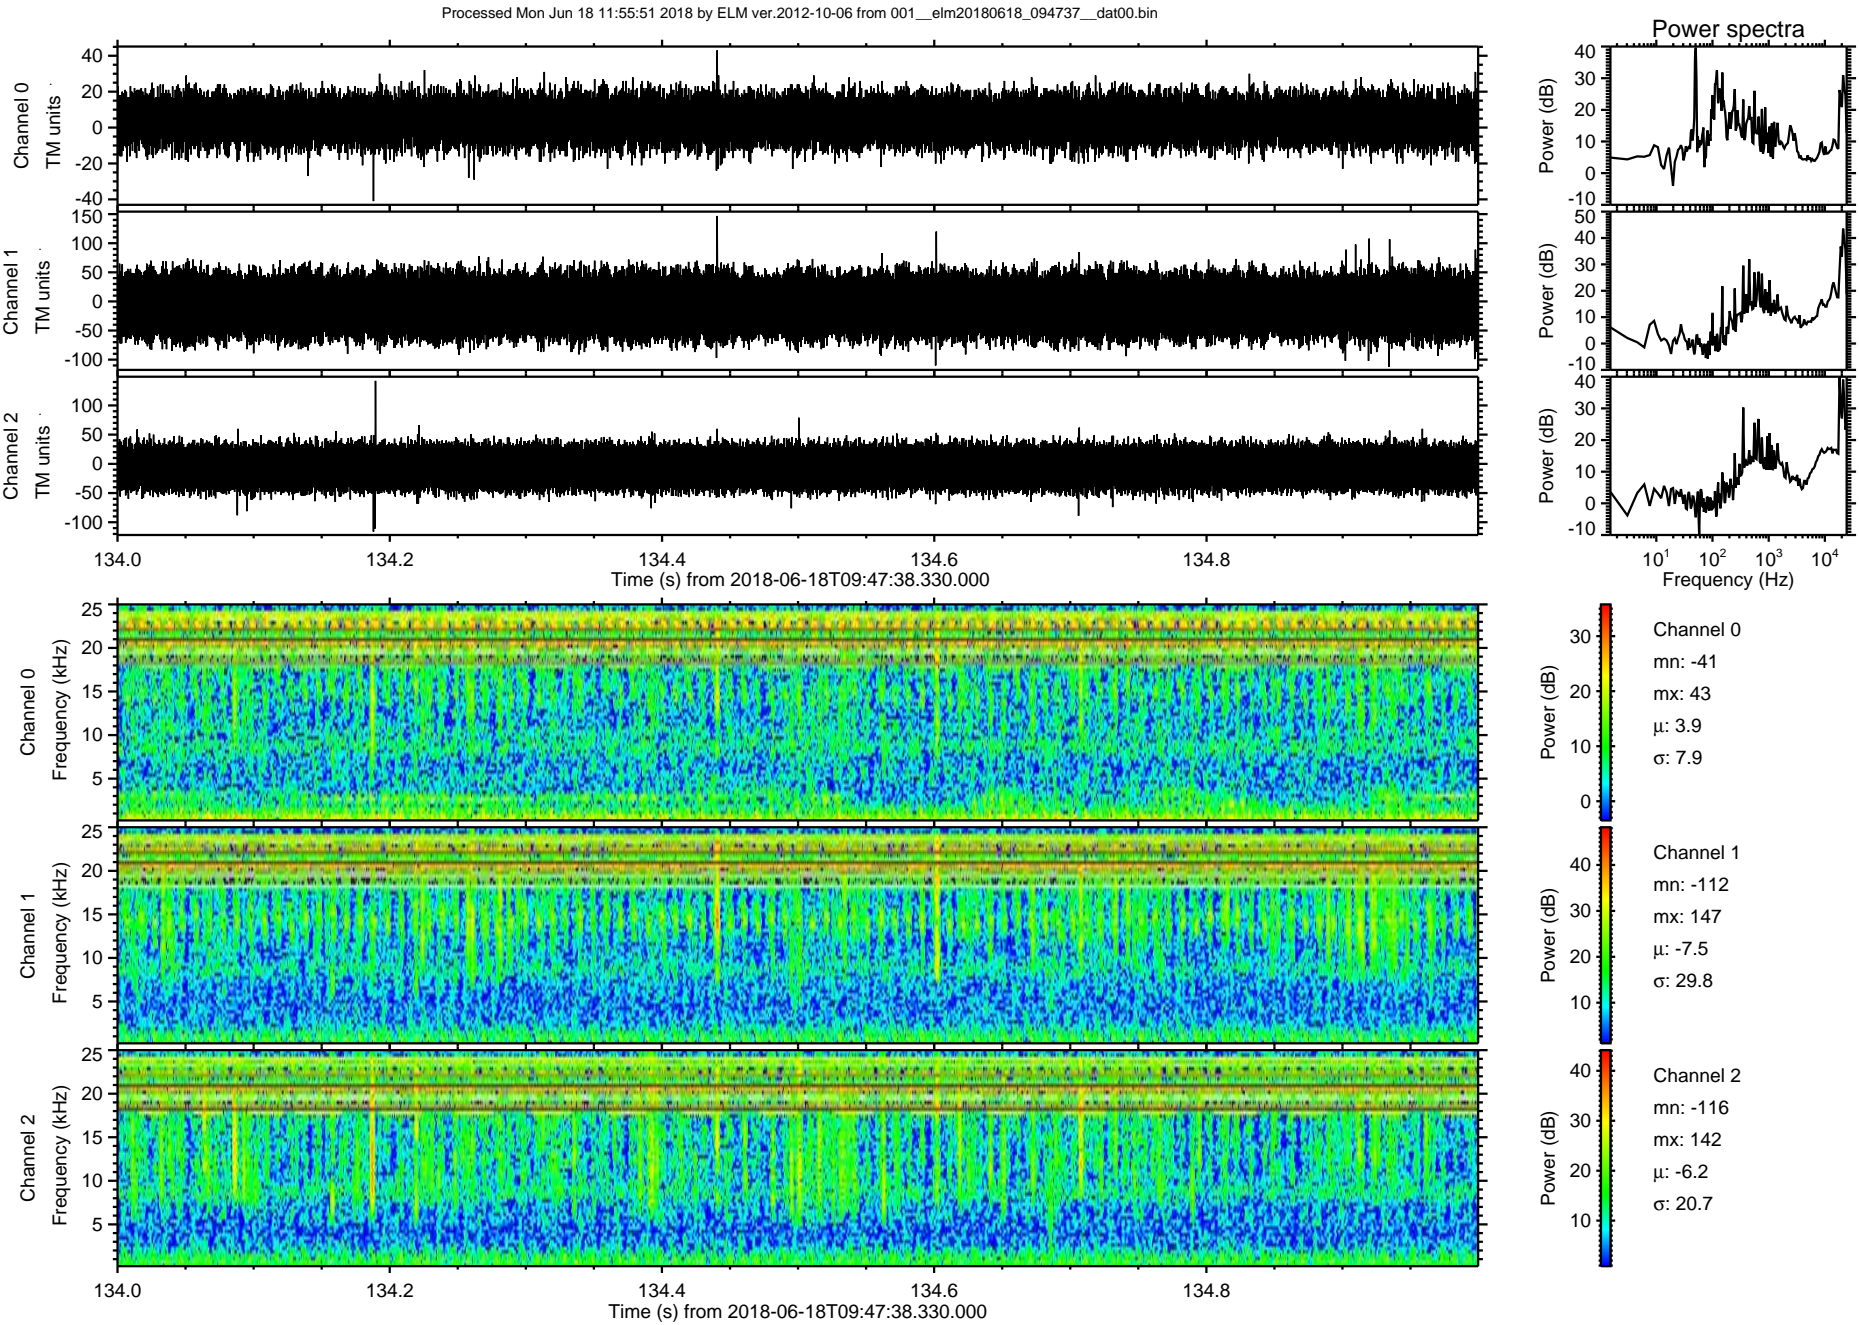 Processed Mon Jun 18 11:55:51 2018 by ELM ver.2012-10-06 from 001__elm20180618_094737__dat00.bin
Power spectra
Channel 0
TM units
40
20
0
-20
-40
Power (dB)
40
30
20
10
0
-10
Channel 1
TM units
150
100
50
0
-50
-100
Power (dB)
50
40
30
20
10
0
-10
Channel 2
TM units
100
50
0
-50
-100
Power (dB)
40
30
20
10
0
-10
134.0 134.2 134.4 134.6 134.8
Time (s) from 2018-06-18T09:47:38.330.000
10^1 10^2 10^3 10^4
Frequency (Hz)
Channel 0
Frequency (kHz)
25
20
15
10
5
Power (dB)
30
20
10
0
Channel 0
mn: -41
mx: 43
μ: 3.9
σ: 7.9
Channel 1
Frequency (kHz)
25
20
15
10
5
Power (dB)
40
30
20
10
Channel 1
mn: -112
mx: 147
μ: -7.5
σ: 29.8
Channel 2
Frequency (kHz)
25
20
15
10
5
Power (dB)
40
30
20
10
Channel 2
mn: -116
mx: 142
μ: -6.2
σ: 20.7
134.0 134.2 134.4 134.6 134.8
Time (s) from 2018-06-18T09:47:38.330.000